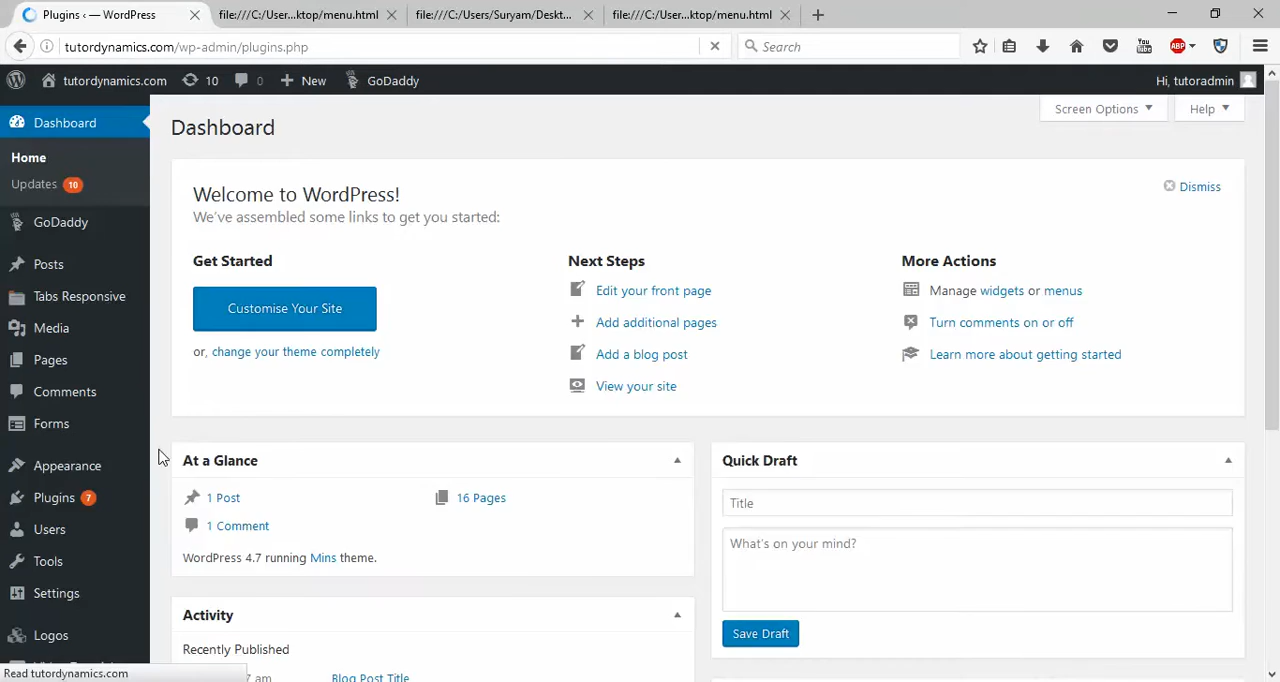 Plugins ‹ — WordPress
file:///C:/User...ktop/menu.html
file:///C:/Users/Suryam/Deskt...
file:///C:/User...ktop/menu.html
tutordynamics.com/wp-admin/plugins.php
Search
You Tube
ABP
tutordynamics.com
10
0
New
GoDaddy
Hi, tutoradmin
Dashboard
Home
Updates 10
GoDaddy
Posts
Tabs Responsive
Media
Pages
Comments
Forms
Appearance
Plugins 7
Users
Tools
Settings
Logos
Dashboard
Screen Options
Help
Welcome to WordPress!
We've assembled some links to get you started:
Dismiss
Get Started
Customise Your Site
or, change your theme completely
Next Steps
Edit your front page
Add additional pages
Add a blog post
View your site
More Actions
Manage widgets or menus
Turn comments on or off
Learn more about getting started
At a Glance
1 Post
16 Pages
1 Comment
WordPress 4.7 running Mins theme.
Activity
Recently Published
7 am
Blog Post Title
Quick Draft
Title
What's on your mind?
Save Draft
Read tutordynamics.com